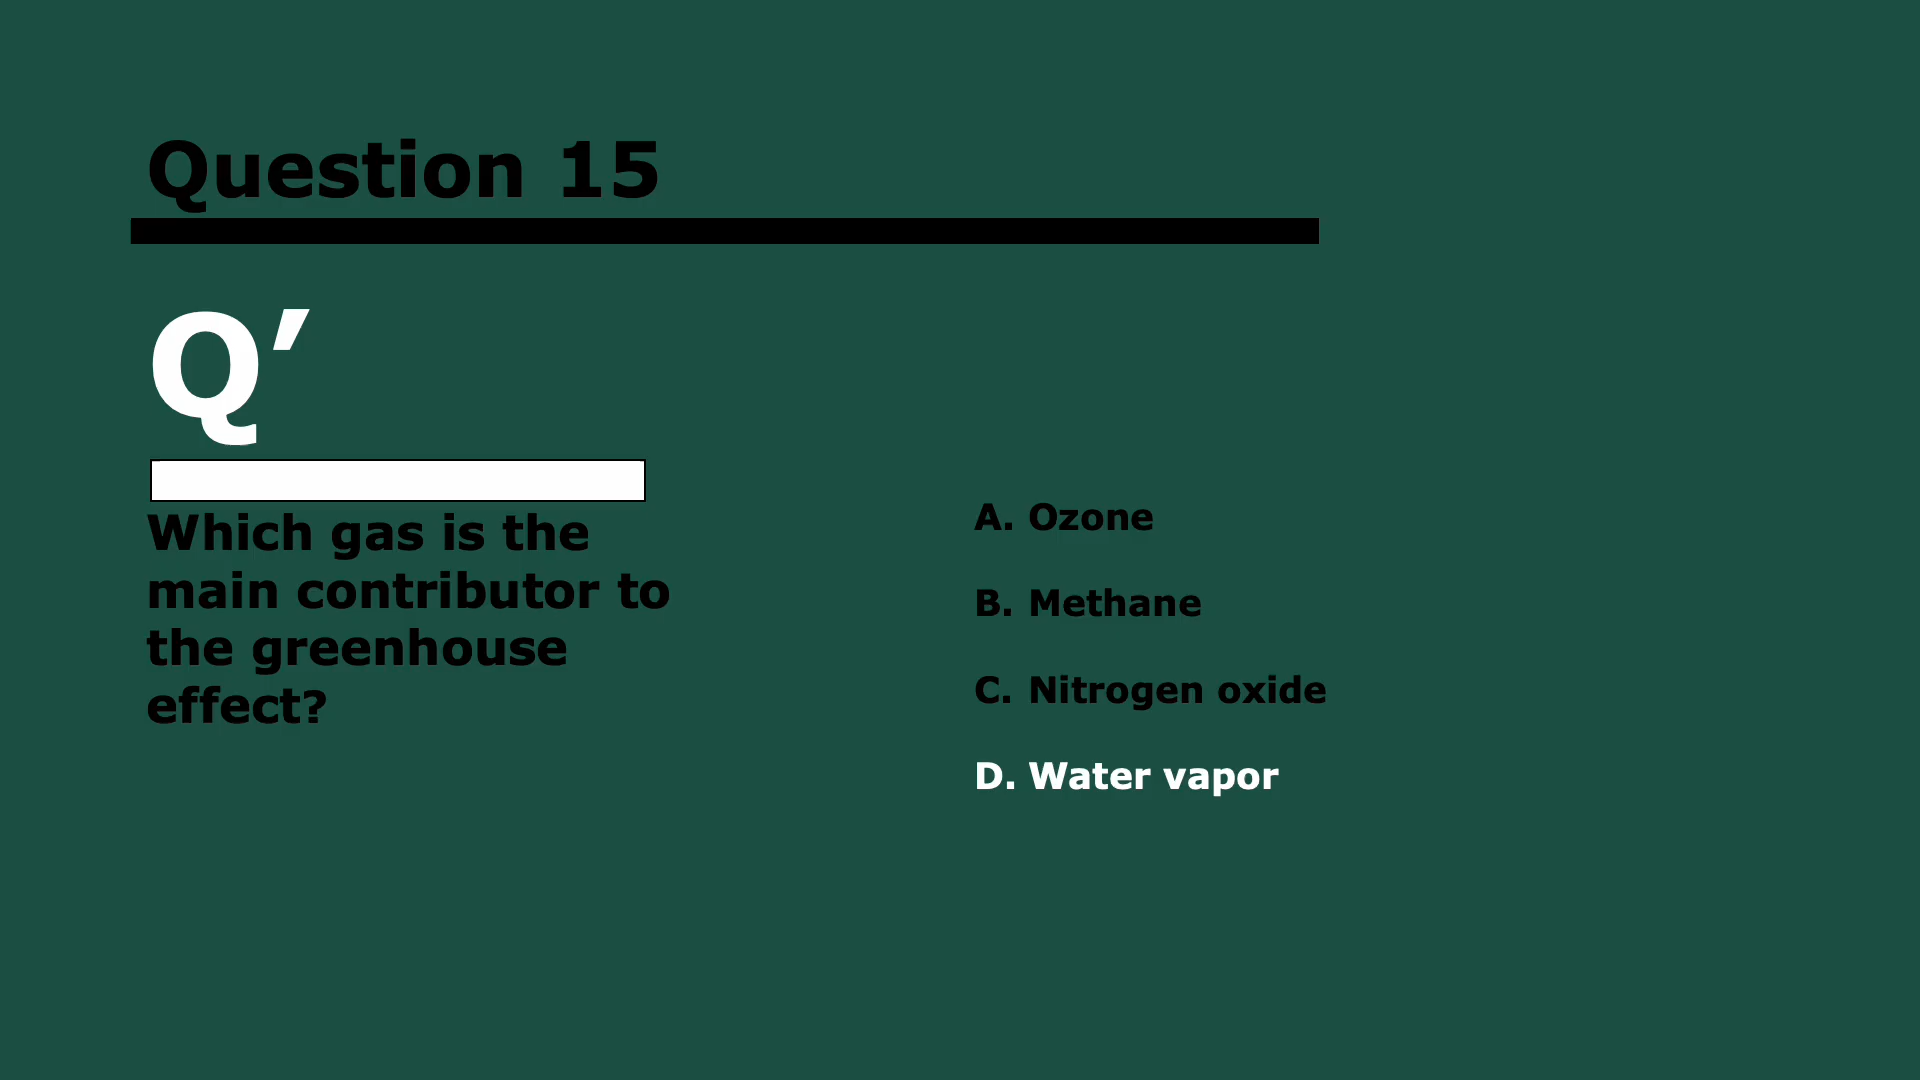 Question 15
Q’
Which gas is the
main contributor to
the greenhouse
effect?
A. Ozone
B. Methane
C. Nitrogen oxide
D. Water vapor